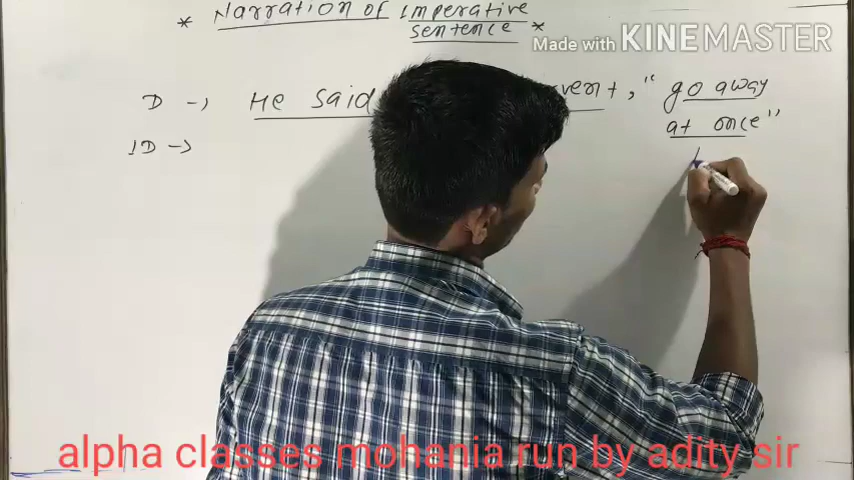 * Narration of imperative
sentence *
Made with KINEMASTER
D → He said , " go away
at once "
ID →
alpha classes mohania run by adity sir